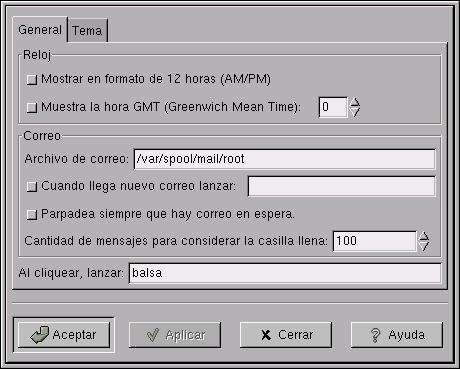 General Tema
Reloj
Mostrar en formato de 12 horas (AM/PM)
Muestra la hora GMT (Greenwich Mean Time): 0
Correo
Archivo de correo: /var/spool/mail/root
Cuando llega nuevo correo lanzar:
Parpadea siempre que hay correo en espera.
Cantidad de mensajes para considerar la casilla llena: 100
Al cliquear, lanzar: balsa
Aceptar Aplicar Cerrar ? Ayuda